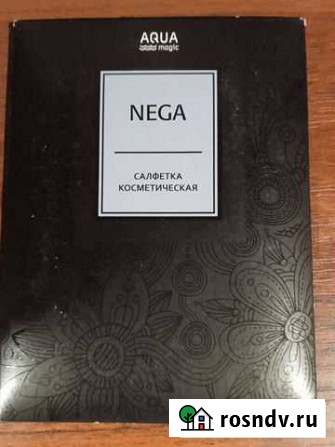 AQUA
magic
NEGA
САЛФЕТКА
КОСМЕТИЧЕСКАЯ
rosndv.ru